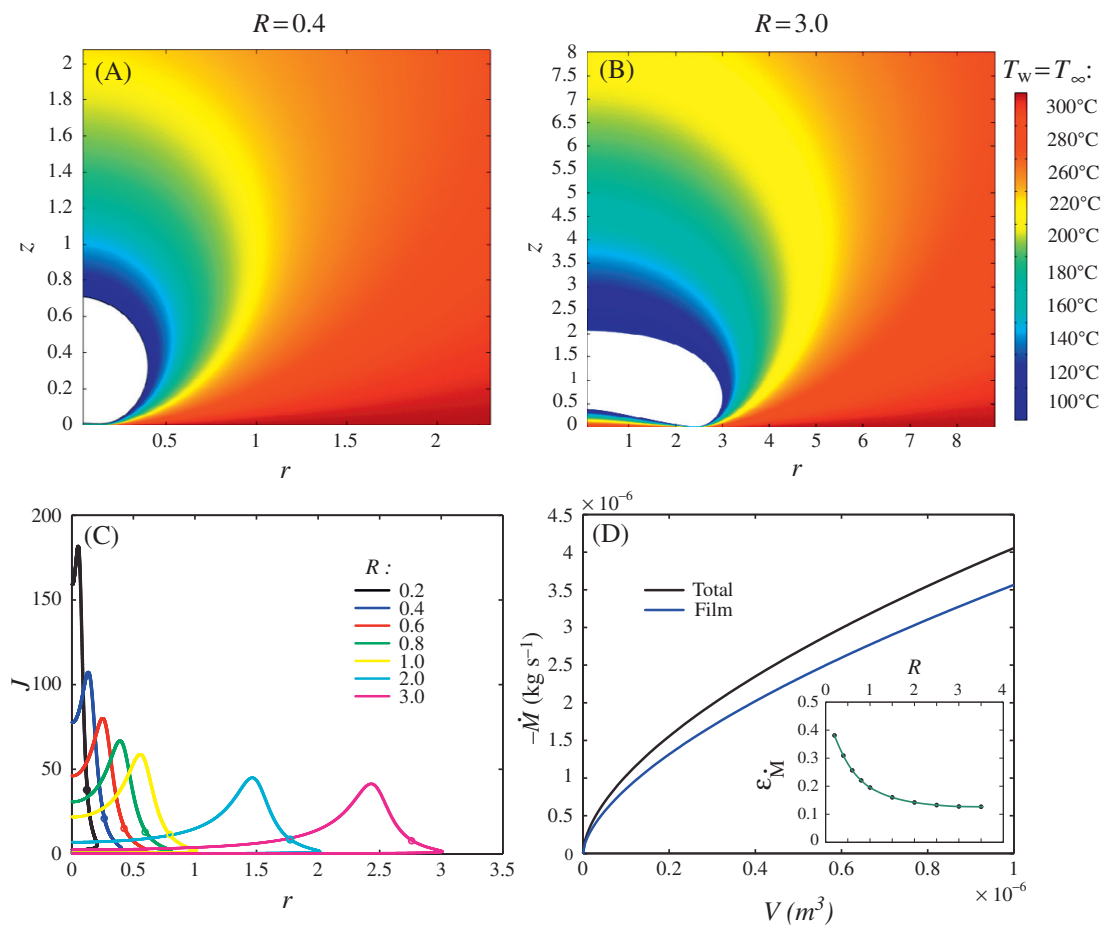 R=0.4
R=3.0
(A)
(B)
T_w=T_∞:
2
1.8
1.6
1.4
1.2
1
0.8
0.6
0.4
0.2
0
z
0.5
1
1.5
2
r
8
7.5
7
6.5
6
5.5
5
4.5
4
3.5
3
2.5
2
1.5
1
0.5
0
z
1
2
3
4
5
6
7
8
r
300°C
280°C
260°C
220°C
200°C
180°C
160°C
140°C
120°C
100°C
(C)
200
150
100
50
0
J
R :
0.2
0.4
0.6
0.8
1.0
2.0
3.0
0
0.5
1
1.5
2
2.5
3
3.5
r
× 10⁻⁶
(D)
4.5
4
3.5
3
2.5
2
1.5
1
0.5
0
–Ṁ (kg s⁻¹)
Total
Film
R
0
1
2
3
4
0.5
0.4
0.3
0.2
0.1
0
ε_Ṁ
0
0.2
0.4
0.6
0.8
1
× 10⁻⁶
V (m³)